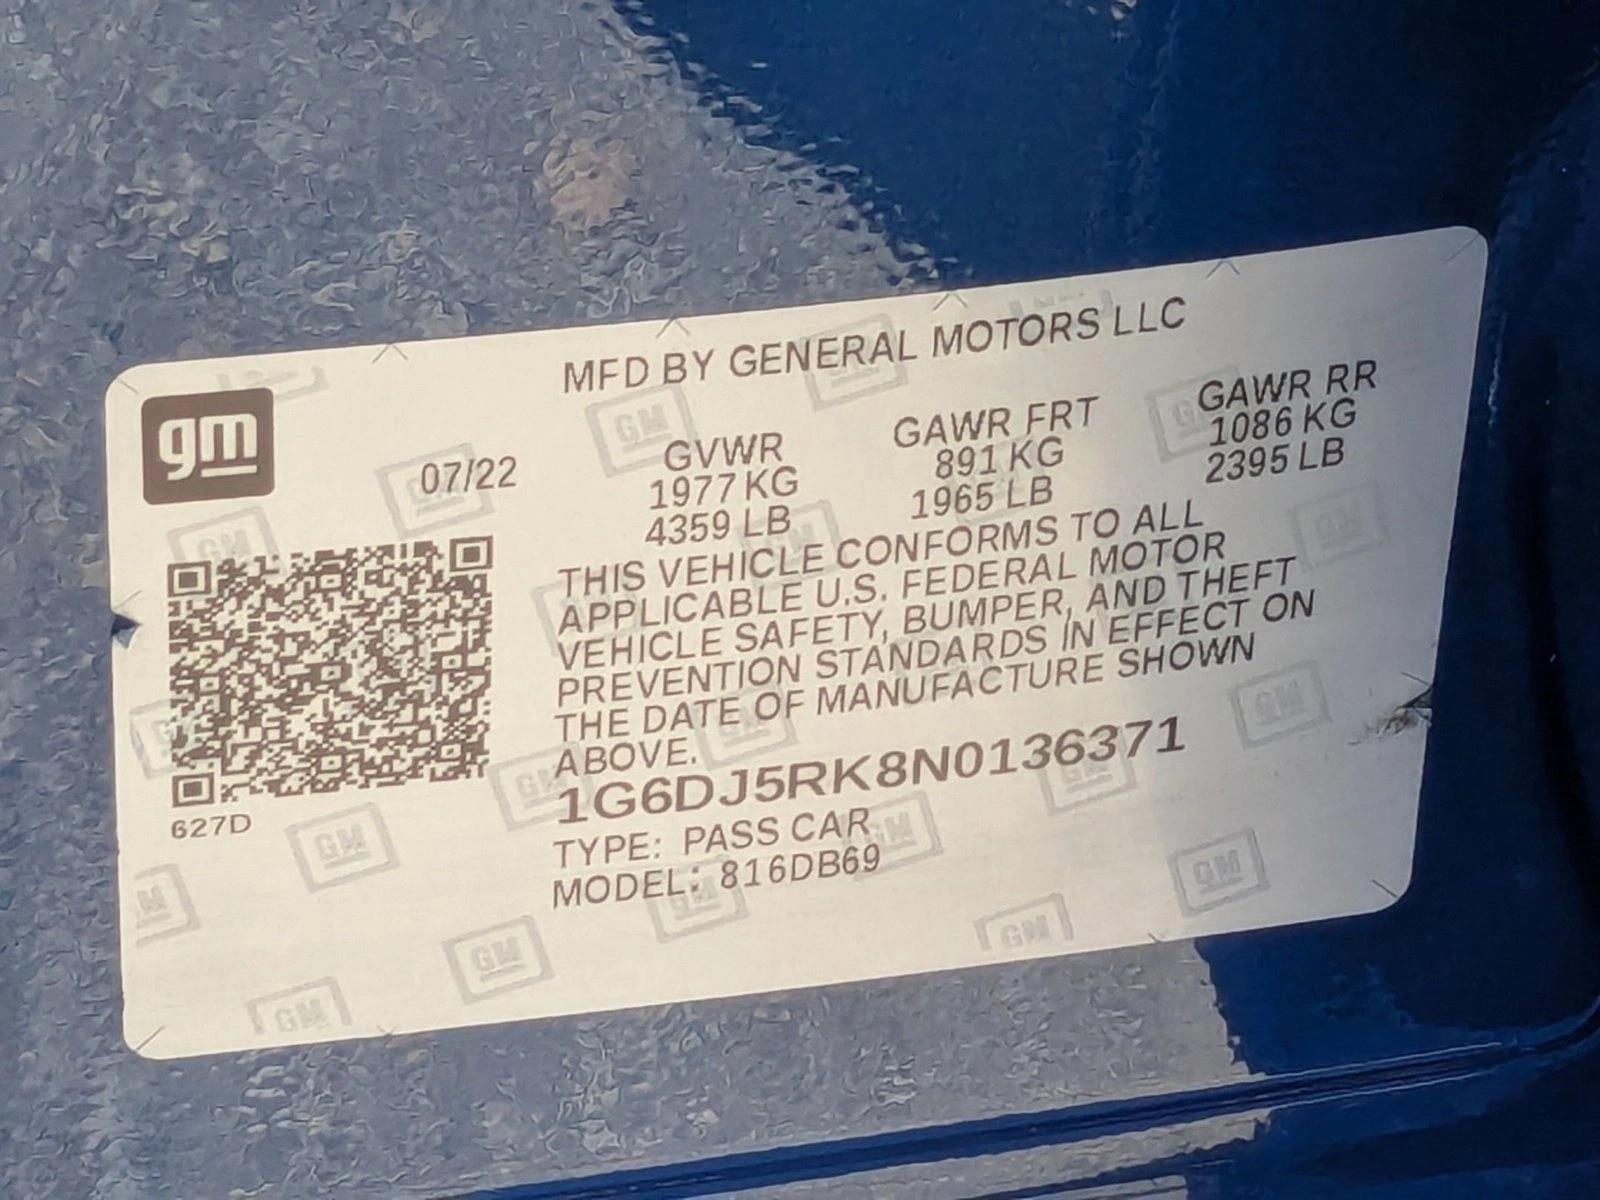 MFD BY GENERAL MOTORS LLC
gm
07/22
GVWR
1977 KG
4359 LB
GAWR FRT
891 KG
1965 LB
GAWR RR
1086 KG
2395 LB
THIS VEHICLE CONFORMS TO ALL
APPLICABLE U.S. FEDERAL MOTOR
VEHICLE SAFETY, BUMPER, AND THEFT
PREVENTION STANDARDS IN EFFECT ON
THE DATE OF MANUFACTURE SHOWN
ABOVE.
1G6DJ5RK8N0136371
627D
TYPE: PASS CAR
MODEL: 816DB69